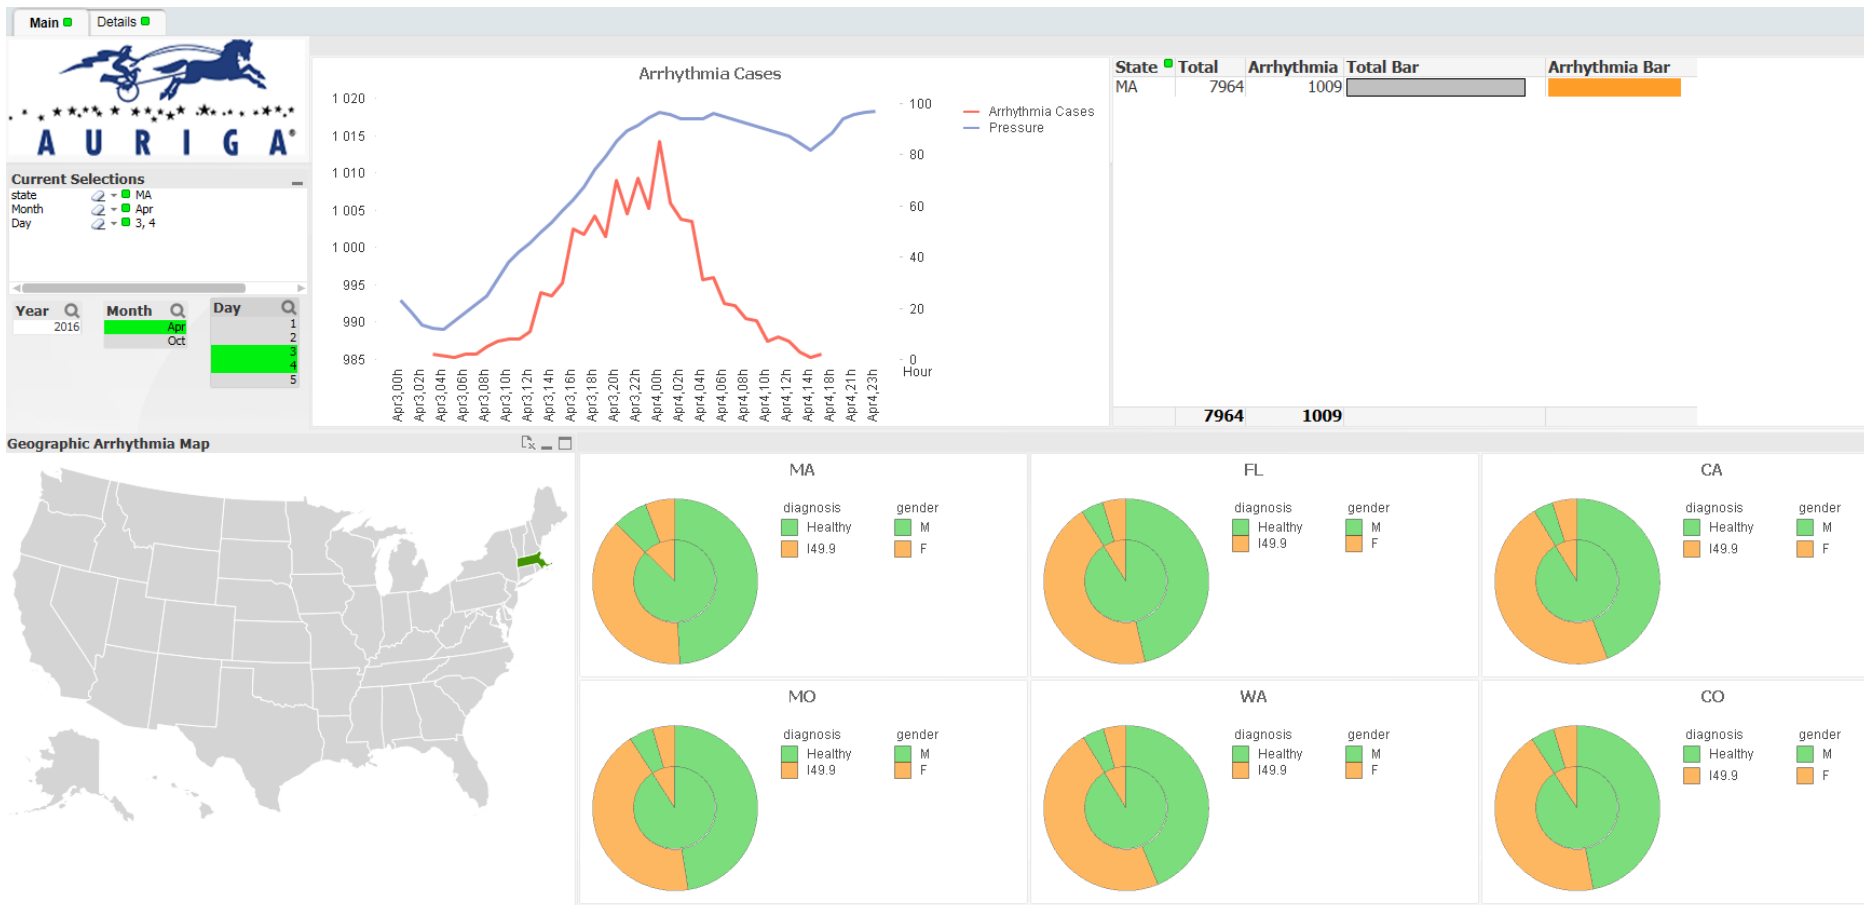 Main
Details
AURIGA®
Current Selections
state MA
Month Apr
Day 3, 4
Year
2016
Month
Apr
Oct
Day
1
2
3
4
5
Arrhythmia Cases
1 020
1 015
1 010
1 005
1 000
995
990
985
100
80
60
40
20
0
Hour
Arrhythmia Cases
Pressure
Apr3,00h
Apr3,02h
Apr3,04h
Apr3,06h
Apr3,08h
Apr3,10h
Apr3,12h
Apr3,14h
Apr3,16h
Apr3,18h
Apr3,20h
Apr3,22h
Apr4,00h
Apr4,02h
Apr4,04h
Apr4,06h
Apr4,08h
Apr4,10h
Apr4,12h
Apr4,14h
Apr4,18h
Apr4,21h
Apr4,23h
State Total Arrhythmia Total Bar Arrhythmia Bar
MA 7964 1009
7964 1009
Geographic Arrhythmia Map
MA
diagnosis gender
Healthy M
I49.9 F
FL
diagnosis gender
Healthy M
I49.9 F
CA
diagnosis gender
Healthy M
I49.9 F
MO
diagnosis gender
Healthy M
I49.9 F
WA
diagnosis gender
Healthy M
I49.9 F
CO
diagnosis gender
Healthy M
I49.9 F